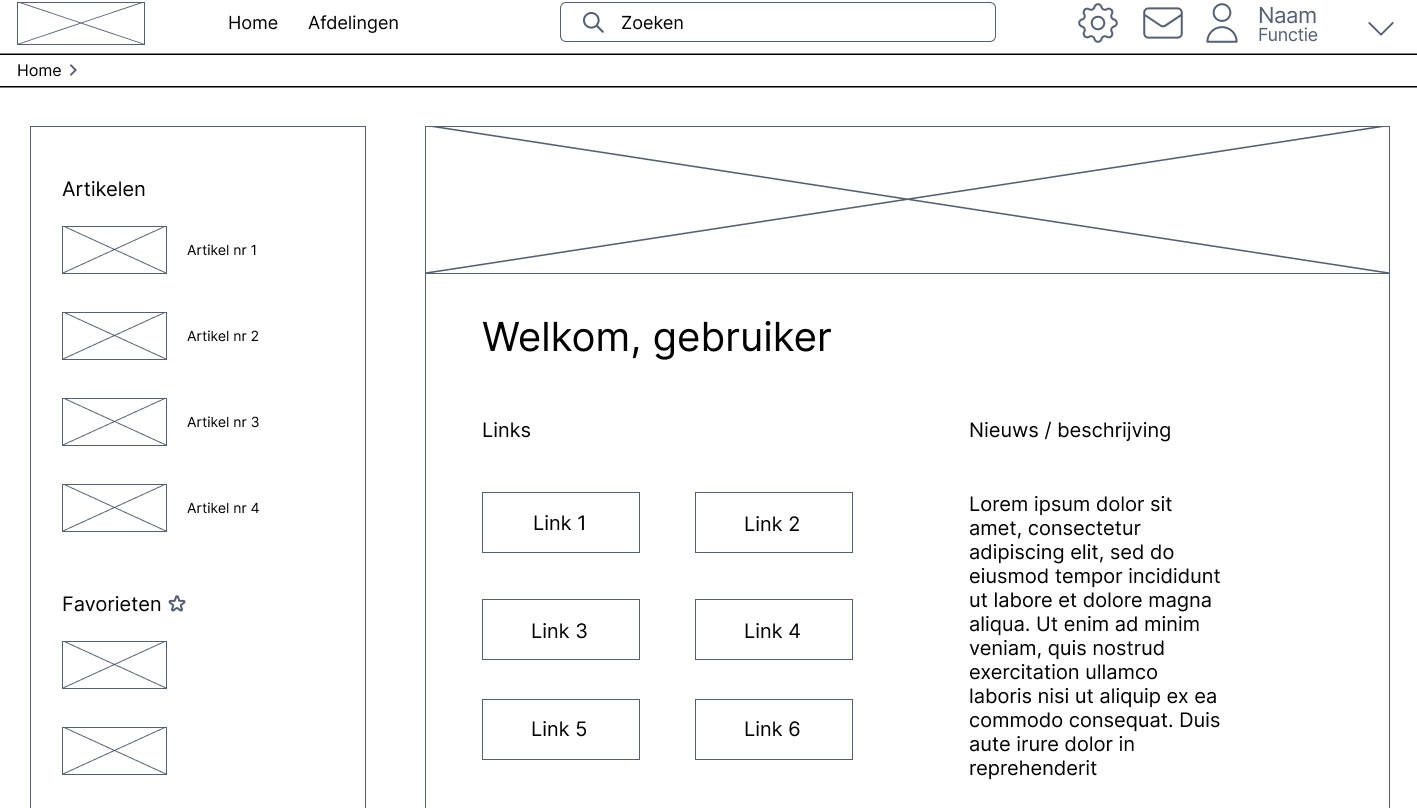 Home Afdelingen Zoeken Naam
Functie
Home
Artikelen
Artikel nr 1
Artikel nr 2
Artikel nr 3
Artikel nr 4
Favorieten
Welkom, gebruiker
Links
Link 1 Link 2
Link 3 Link 4
Link 5 Link 6
Nieuws / beschrijving
Lorem ipsum dolor sit
amet, consectetur
adipiscing elit, sed do
eiusmod tempor incididunt
ut labore et dolore magna
aliqua. Ut enim ad minim
veniam, quis nostrud
exercitation ullamco
laboris nisi ut aliquip ex ea
commodo consequat. Duis
aute irure dolor in
reprehenderit